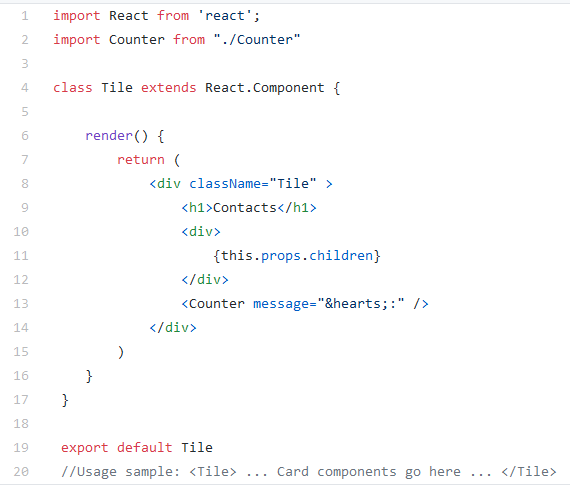 1 import React from 'react';
2 import Counter from "./Counter"
3
4 class Tile extends React.Component {
5
6 render() {
7 return (
8 <div className="Tile" >
9 <h1>Contacts</h1>
10 <div>
11 {this.props.children}
12 </div>
13 <Counter message="&hearts;:" />
14 </div>
15 )
16 }
17 }
18
19 export default Tile
20 //Usage sample: <Tile> ... Card components go here ... </Tile>